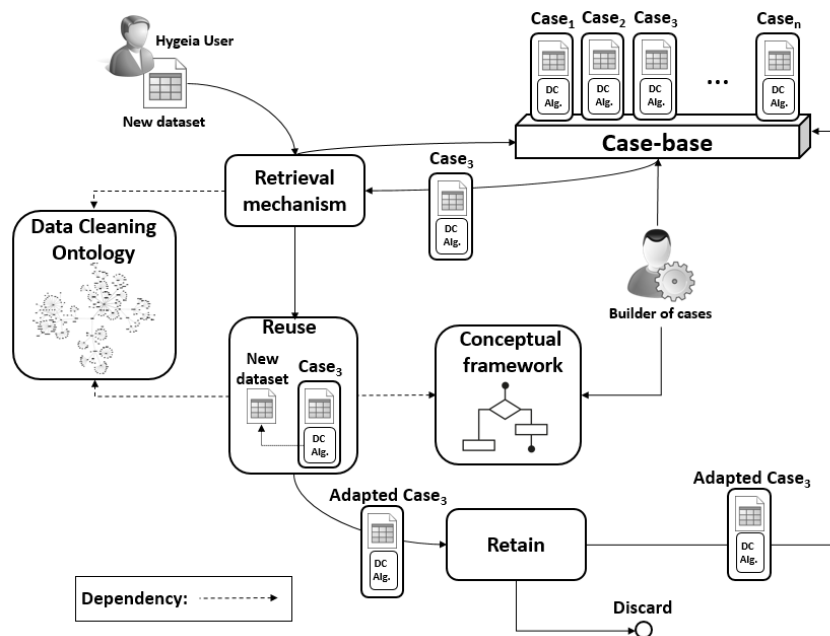 Hygeia User
New dataset
Case1 Case2 Case3 Casen
DC Alg. DC Alg. DC Alg. ... DC Alg.
Case-base
Case3
DC Alg.
Retrieval mechanism
Data Cleaning Ontology
Builder of cases
Reuse
New dataset
Case3
DC Alg.
Conceptual framework
Adapted Case3
DC Alg.
Retain
Adapted Case3
DC Alg.
Discard
Dependency: